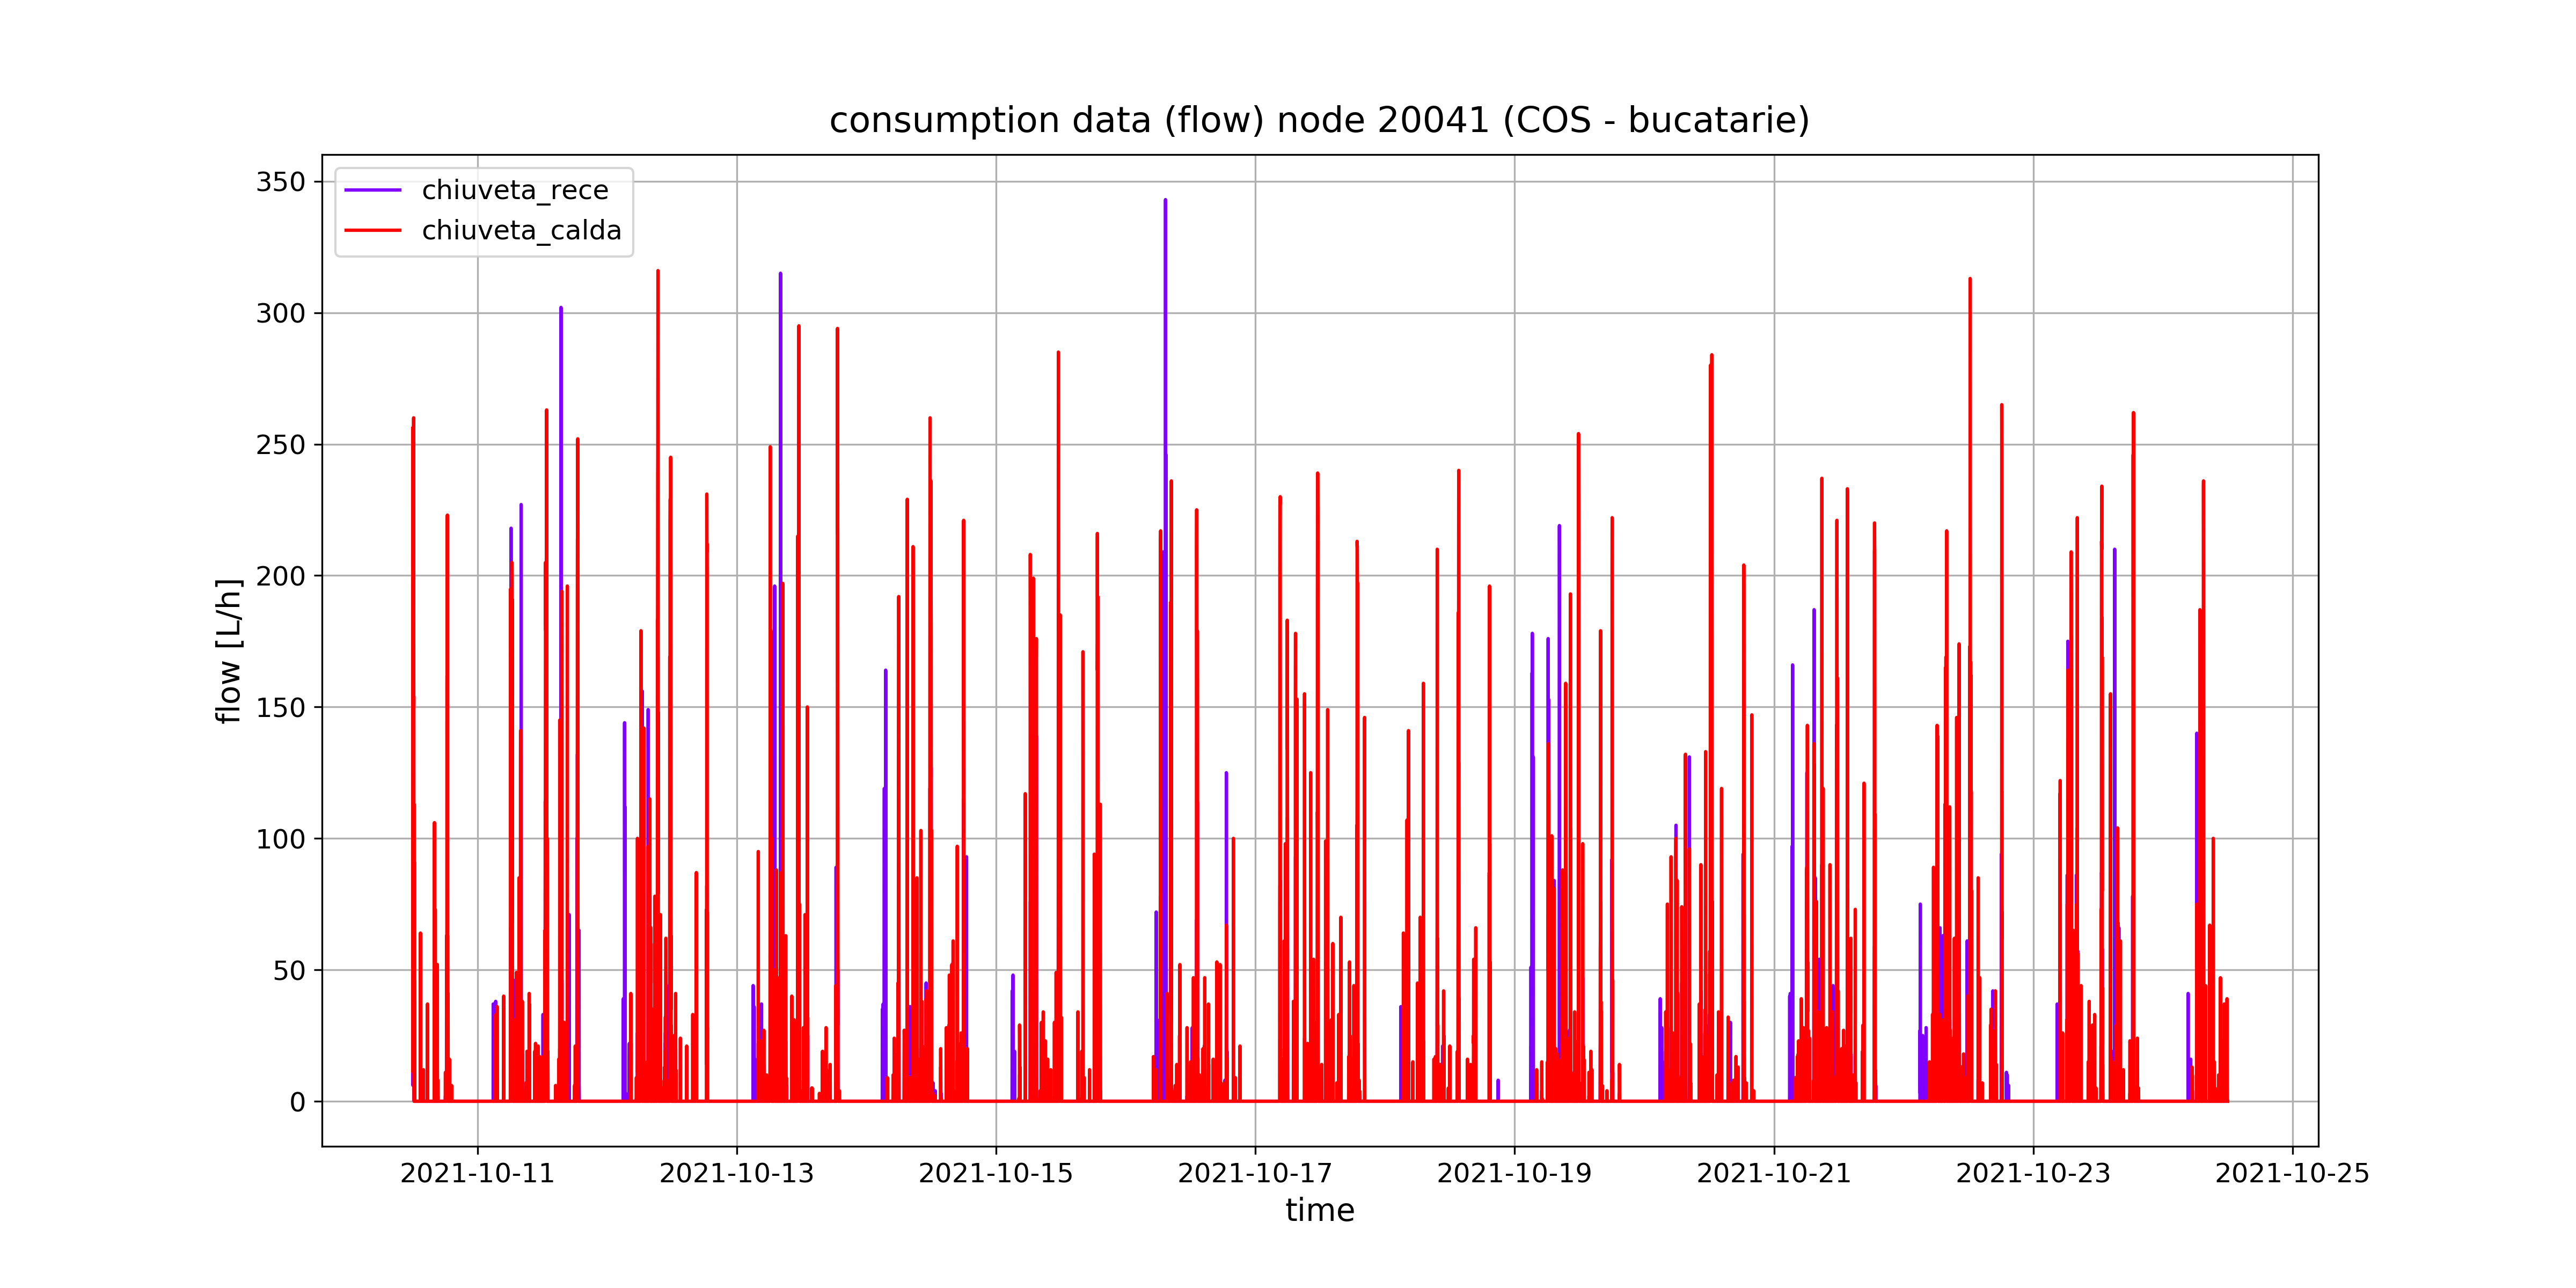 consumption data (flow) node 20041 (COS - bucatarie)
chiuveta_rece
chiuveta_calda
flow [L/h]
350
300
250
200
150
100
50
0
2021-10-11 2021-10-13 2021-10-15 2021-10-17 2021-10-19 2021-10-21 2021-10-23 2021-10-25
time